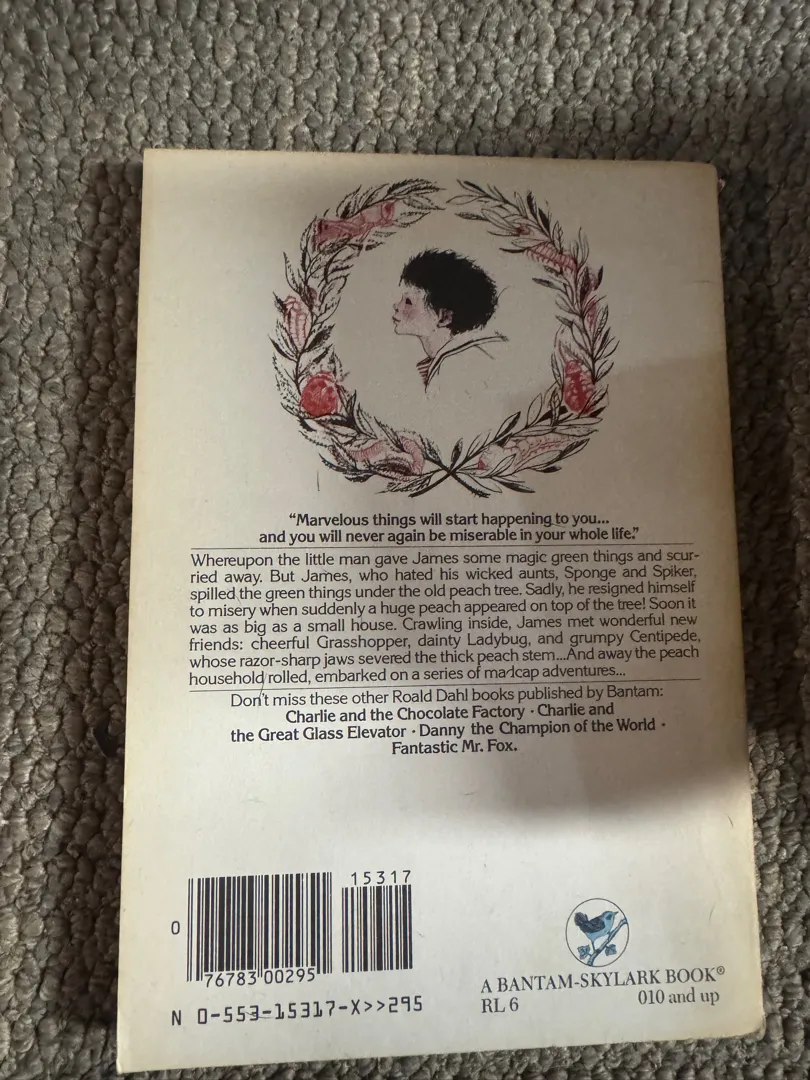 “Marvelous things will start happening to you...
and you will never again be miserable in your whole life.”
Whereupon the little man gave James some magic green things and scur-
ried away. But James, who hated his wicked aunts, Sponge and Spiker,
spilled the green things under the old peach tree. Sadly, he resigned himself
to misery when suddenly a huge peach appeared on top of the tree! Soon it
was as big as a small house. Crawling inside, James met wonderful new
friends: cheerful Grasshopper, dainty Ladybug, and grumpy Centipede,
whose razor-sharp jaws severed the thick peach stem...And away the peach
household rolled, embarked on a series of madcap adventures...
Don't miss these other Roald Dahl books published by Bantam:
Charlie and the Chocolate Factory · Charlie and
the Great Glass Elevator · Danny the Champion of the World ·
Fantastic Mr. Fox.
15317
0
76783 00295
N 0-553-15317-X>>295
A BANTAM-SKYLARK BOOK®
RL 6 010 and up